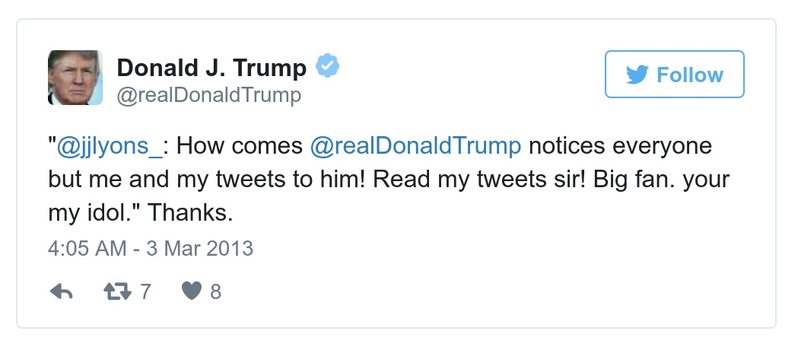 Donald J. Trump
@realDonaldTrump
Follow
"@jjlyons_: How comes @realDonaldTrump notices everyone
but me and my tweets to him! Read my tweets sir! Big fan. your
my idol." Thanks.
4:05 AM - 3 Mar 2013
7 8